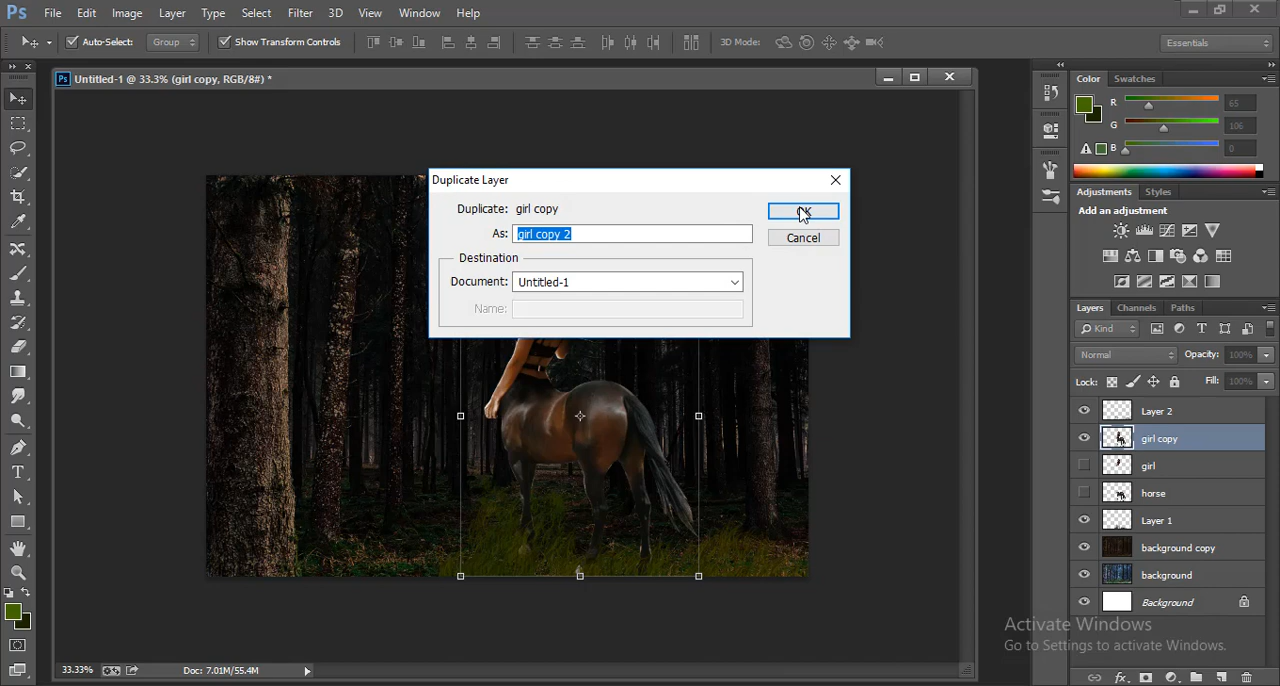 Ps File Edit Image Layer Type Select Filter 3D View Window Help
Auto-Select: Group Show Transform Controls 3D Mode: Essentials
Untitled-1 @ 33.3% (girl copy, RGB/8#) *
Color Swatches
R 65
G 106
B 0
Adjustments Styles
Add an adjustment
Duplicate Layer
Duplicate: girl copy
OK
As: girl copy 2
Cancel
Destination
Document: Untitled-1
Name:
Layers Channels Paths
Kind
Normal Opacity: 100%
Lock: Fill: 100%
Layer 2
girl copy
girl
horse
Layer 1
background copy
background
Background
Activate Windows
Go to Settings to activate Windows.
33.33% Doc: 7.01M/55.4M